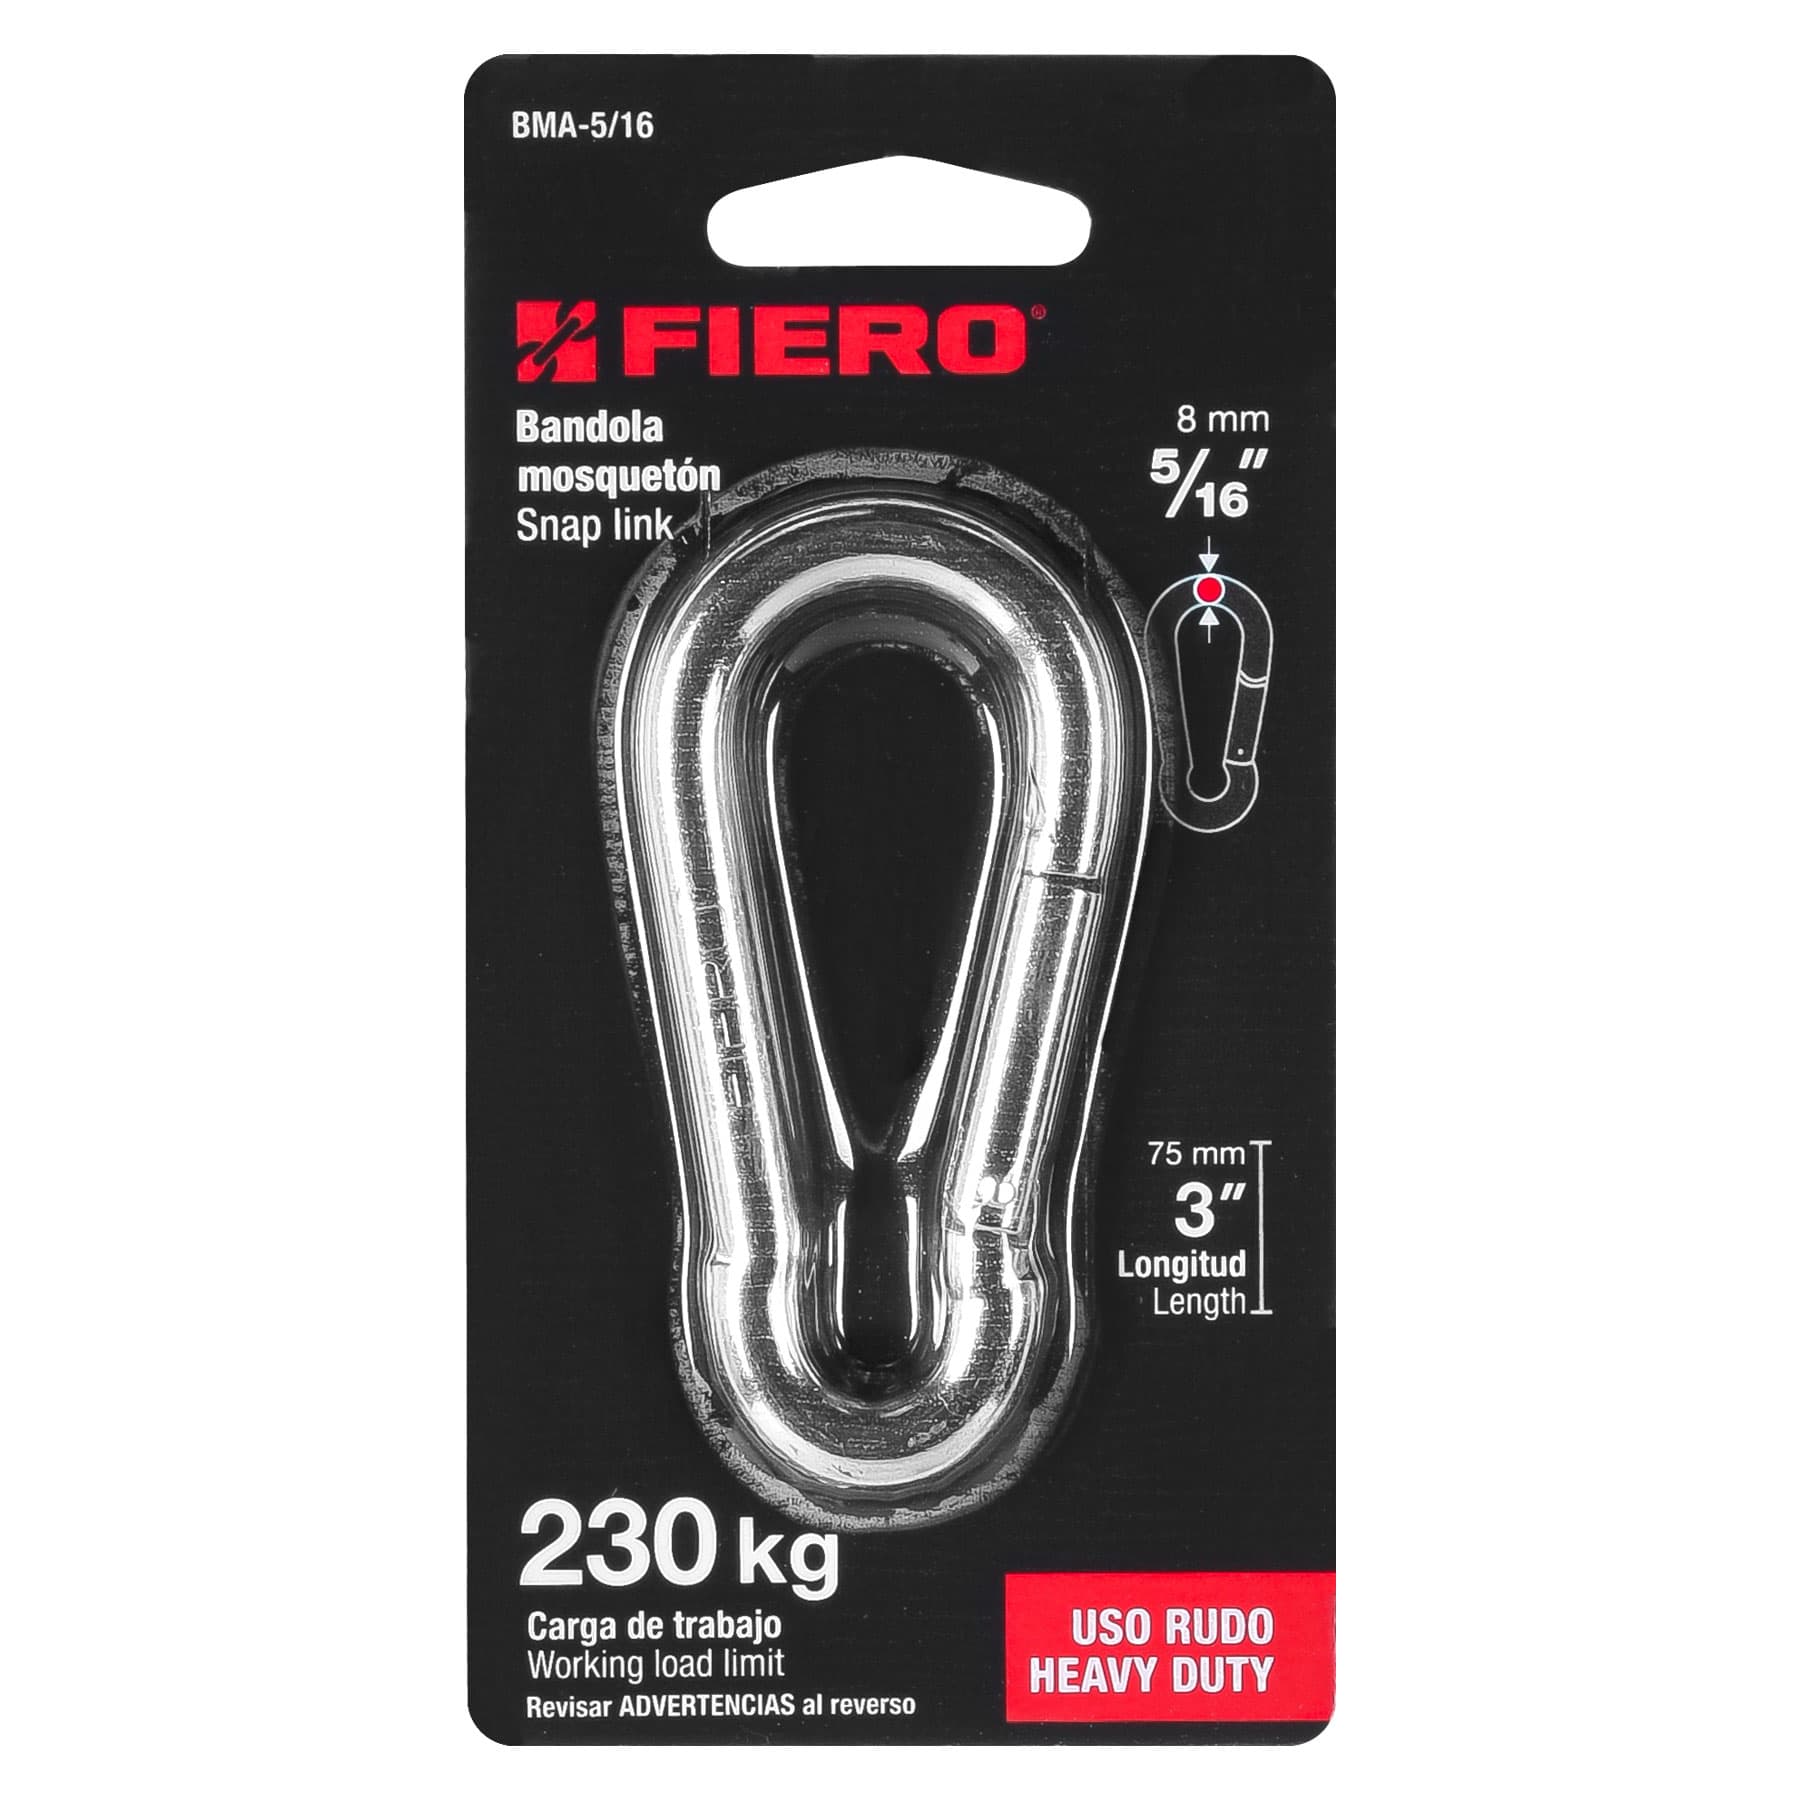 BMA-5/16
FIERO®
Bandola
mosquetón
Snap link
8 mm
5/16"
75 mm
3"
Longitud
Length
230 kg
Carga de trabajo
Working load limit
Revisar ADVERTENCIAS al reverso
USO RUDO
HEAVY DUTY